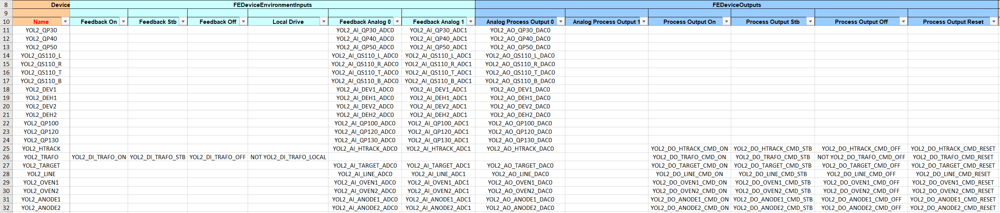 8 Device FEDeviceEnvironmentInputs FEDeviceOutputs
9
10 Name Feedback On Feedback Stb Feedback Off Local Drive Feedback Analog 0 Feedback Analog 1 Analog Process Output 0 Analog Process Output 1 Process Output On Process Output Stb Process Output Off Process Output Reset
11 YOL2_QP30 YOL2_AI_QP30_ADC0 YOL2_AI_QP30_ADC1 YOL2_AO_QP30_DAC0
12 YOL2_QP40 YOL2_AI_QP40_ADC0 YOL2_AI_QP40_ADC1 YOL2_AO_QP40_DAC0
13 YOL2_QP50 YOL2_AI_QP50_ADC0 YOL2_AI_QP50_ADC1 YOL2_AO_QP50_DAC0
14 YOL2_QS110_L YOL2_AI_QS110_L_ADC0 YOL2_AI_QS110_L_ADC1 YOL2_AO_QS110_L_DAC0
15 YOL2_QS110_R YOL2_AI_QS110_R_ADC0 YOL2_AI_QS110_R_ADC1 YOL2_AO_QS110_R_DAC0
16 YOL2_QS110_T YOL2_AI_QS110_T_ADC0 YOL2_AI_QS110_T_ADC1 YOL2_AO_QS110_T_DAC0
17 YOL2_QS110_B YOL2_AI_QS110_B_ADC0 YOL2_AI_QS110_B_ADC1 YOL2_AO_QS110_B_DAC0
18 YOL2_DEV1 YOL2_AI_DEV1_ADC0 YOL2_AI_DEV1_ADC1 YOL2_AO_DEV1_DAC0
19 YOL2_DEH1 YOL2_AI_DEH1_ADC0 YOL2_AI_DEH1_ADC1 YOL2_AO_DEH1_DAC0
20 YOL2_DEV2 YOL2_AI_DEV2_ADC0 YOL2_AI_DEV2_ADC1 YOL2_AO_DEV2_DAC0
21 YOL2_DEH2 YOL2_AI_DEH2_ADC0 YOL2_AI_DEH2_ADC1 YOL2_AO_DEH2_DAC0
22 YOL2_QP100 YOL2_AI_QP100_ADC0 YOL2_AI_QP100_ADC1 YOL2_AO_QP100_DAC0
23 YOL2_QP120 YOL2_AI_QP120_ADC0 YOL2_AI_QP120_ADC1 YOL2_AO_QP120_DAC0
24 YOL2_QP130 YOL2_AI_QP130_ADC0 YOL2_AI_QP130_ADC1 YOL2_AO_QP130_DAC0
25 YOL2_HTRACK YOL2_AI_HTRACK_ADC0 YOL2_AI_HTRACK_ADC1 YOL2_AO_HTRACK_DAC0 YOL2_DO_HTRACK_CMD_ON YOL2_DO_HTRACK_CMD_STB YOL2_DO_HTRACK_CMD_OFF YOL2_DO_HTRACK_CMD_RESET
26 YOL2_TRAFO YOL2_DI_TRAFO_ON YOL2_DI_TRAFO_STB YOL2_DI_TRAFO_OFF NOT YOL2_DI_TRAFO_LOCAL YOL2_DO_TRAFO_CMD_ON YOL2_DO_TRAFO_CMD_STB NOT YOL2_DO_TRAFO_CMD_OFF YOL2_DO_TRAFO_CMD_RESET
27 YOL2_TARGET YOL2_AI_TARGET_ADC0 YOL2_AI_TARGET_ADC1 YOL2_AO_TARGET_DAC0 YOL2_DO_TARGET_CMD_ON YOL2_DO_TARGET_CMD_STB YOL2_DO_TARGET_CMD_OFF YOL2_DO_TARGET_CMD_RESET
28 YOL2_LINE YOL2_AI_LINE_ADC0 YOL2_AI_LINE_ADC1 YOL2_AO_LINE_DAC0 YOL2_DO_LINE_CMD_ON YOL2_DO_LINE_CMD_STB YOL2_DO_LINE_CMD_OFF YOL2_DO_LINE_CMD_RESET
29 YOL2_OVEN1 YOL2_AI_OVEN1_ADC0 YOL2_AI_OVEN1_ADC1 YOL2_AO_OVEN1_DAC0 YOL2_DO_OVEN1_CMD_ON YOL2_DO_OVEN1_CMD_STB YOL2_DO_OVEN1_CMD_OFF YOL2_DO_OVEN1_CMD_RESET
30 YOL2_OVEN2 YOL2_AI_OVEN2_ADC0 YOL2_AI_OVEN2_ADC1 YOL2_AO_OVEN2_DAC0 YOL2_DO_OVEN2_CMD_ON YOL2_DO_OVEN2_CMD_STB YOL2_DO_OVEN2_CMD_OFF YOL2_DO_OVEN2_CMD_RESET
31 YOL2_ANODE1 YOL2_AI_ANODE1_ADC0 YOL2_AI_ANODE1_ADC1 YOL2_AO_ANODE1_DAC0 YOL2_DO_ANODE1_CMD_ON YOL2_DO_ANODE1_CMD_STB YOL2_DO_ANODE1_CMD_OFF YOL2_DO_ANODE1_CMD_RESET
32 YOL2_ANODE2 YOL2_AI_ANODE2_ADC0 YOL2_AI_ANODE2_ADC1 YOL2_AO_ANODE2_DAC0 YOL2_DO_ANODE2_CMD_ON YOL2_DO_ANODE2_CMD_STB YOL2_DO_ANODE2_CMD_OFF YOL2_DO_ANODE2_CMD_RESET